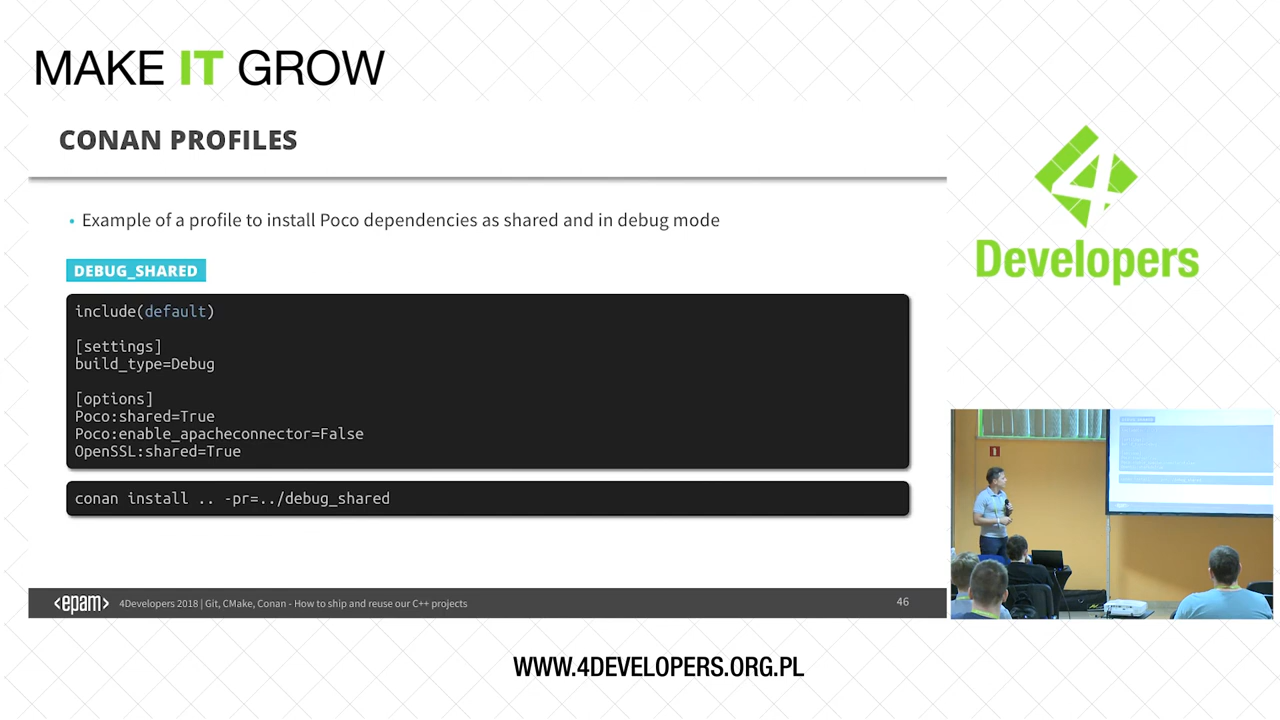 MAKE IT GROW
CONAN PROFILES
• Example of a profile to install Poco dependencies as shared and in debug mode
DEBUG_SHARED
include(default)
[settings]
build_type=Debug
[options]
Poco:shared=True
Poco:enable_apacheconnector=False
OpenSSL:shared=True
conan install .. -pr=../debug_shared
<epam> 4Developers 2018 | Git, CMake, Conan - How to ship and reuse our C++ projects 46
4
Developers
WWW.4DEVELOPERS.ORG.PL